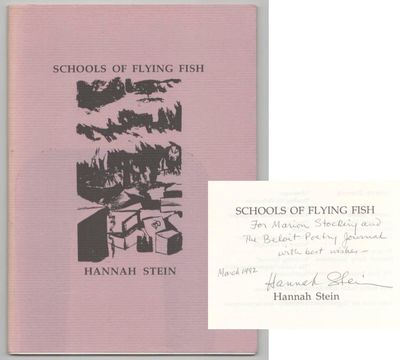 SCHOOLS OF FLYING FISH
HANNAH STEIN
SCHOOLS OF FLYING FISH
For Marion Stocking and
The Beloit Poetry Journal
with best wishes –
March 1992
Hannah Stein
Hannah Stein